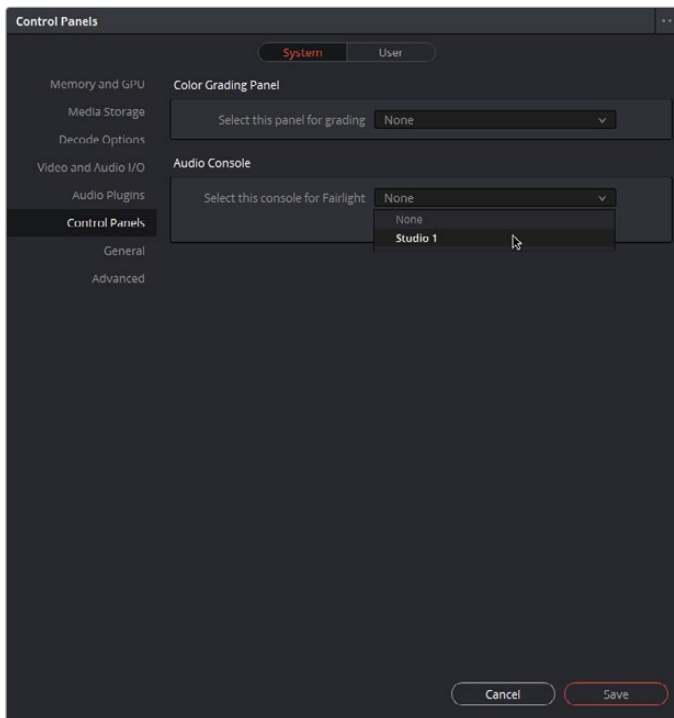 Control Panels
System User
Memory and GPU
Media Storage
Decode Options
Video and Audio I/O
Audio Plugins
Control Panels
General
Advanced
Color Grading Panel
Select this panel for grading None
Audio Console
Select this console for Fairlight None
None
Studio 1
Cancel Save